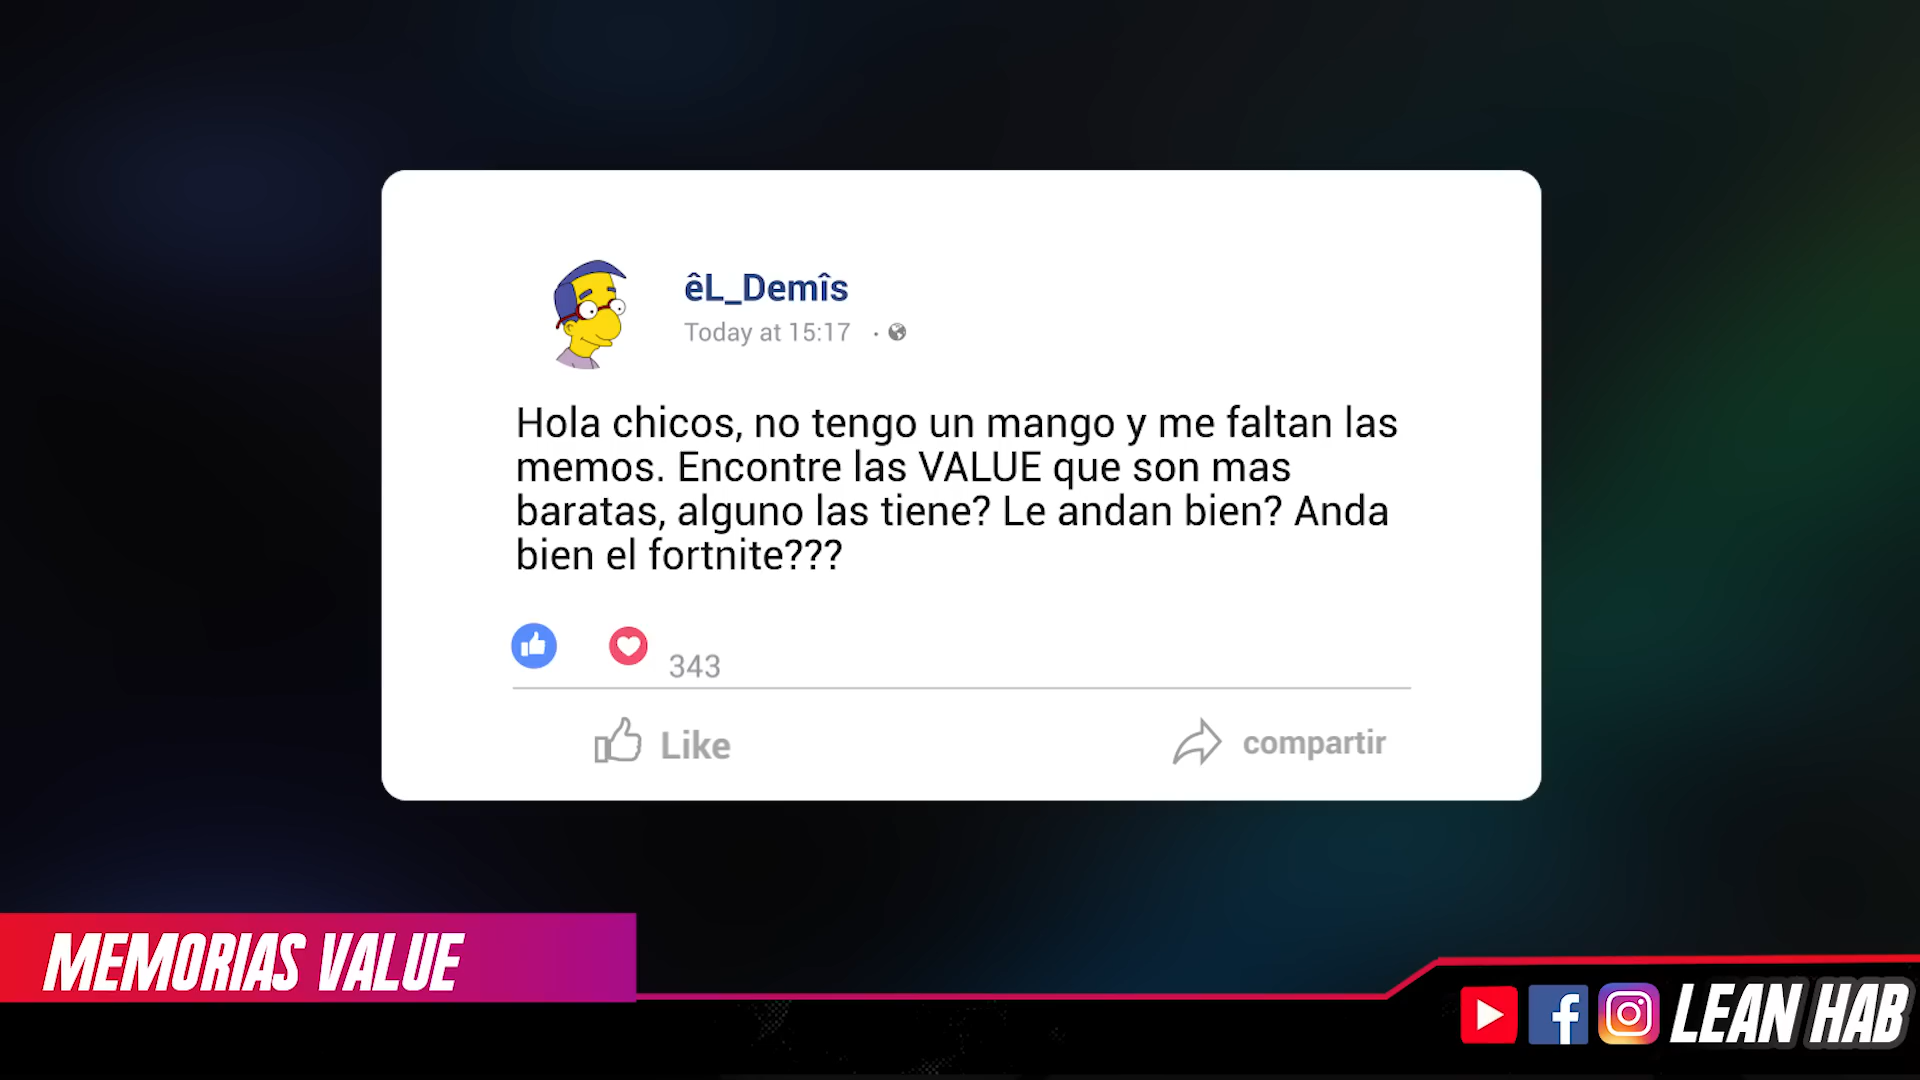 êL_Demîs
Today at 15:17
Hola chicos, no tengo un mango y me faltan las
memos. Encontre las VALUE que son mas
baratas, alguno las tiene? Le andan bien? Anda
bien el fortnite???
343
Like
compartir
MEMORIAS VALUE
LEAN HAB